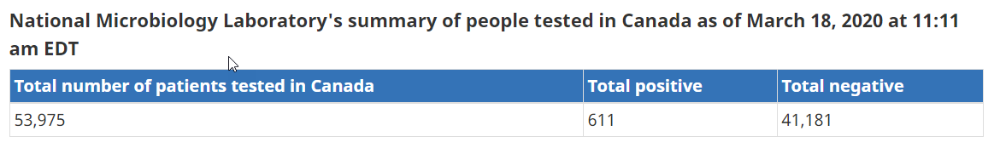 National Microbiology Laboratory's summary of people tested in Canada as of March 18, 2020 at 11:11
am EDT
Total number of patients tested in Canada Total positive Total negative
53,975 611 41,181